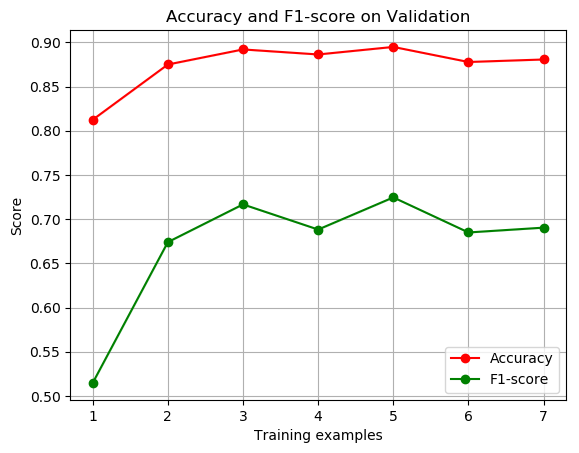 Accuracy and F1-score on Validation
0.90
0.85
0.80
0.75
0.70
0.65
0.60
0.55
0.50
Score
1 2 3 4 5 6 7
Training examples
Accuracy
F1-score